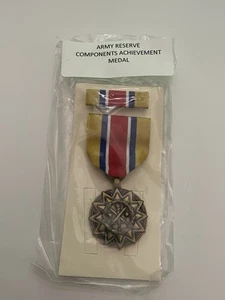 ARMY RESERVE
COMPONENTS ACHIEVEMENT
MEDAL